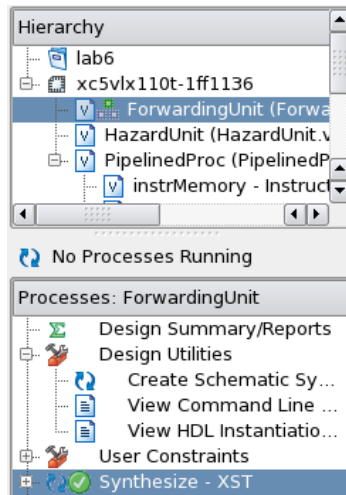 Hierarchy
lab6
xc5vlx110t-1ff1136
V ForwardingUnit (Forwa
V HazardUnit (HazardUnit.v
V PipelinedProc (PipelinedP
V instrMemory - Instruct
No Processes Running
Processes: ForwardingUnit
Σ Design Summary/Reports
Design Utilities
Create Schematic Sy...
View Command Line ...
View HDL Instantiatio...
User Constraints
Synthesize - XST